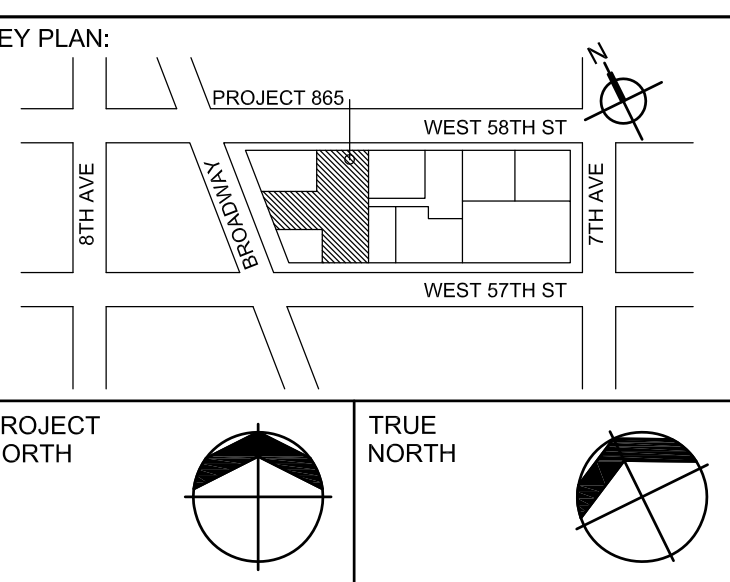 EY PLAN:
N
PROJECT 865
WEST 58TH ST
8TH AVE
BROADWAY
7TH AVE
WEST 57TH ST
ROJECT
ORTH
TRUE
NORTH